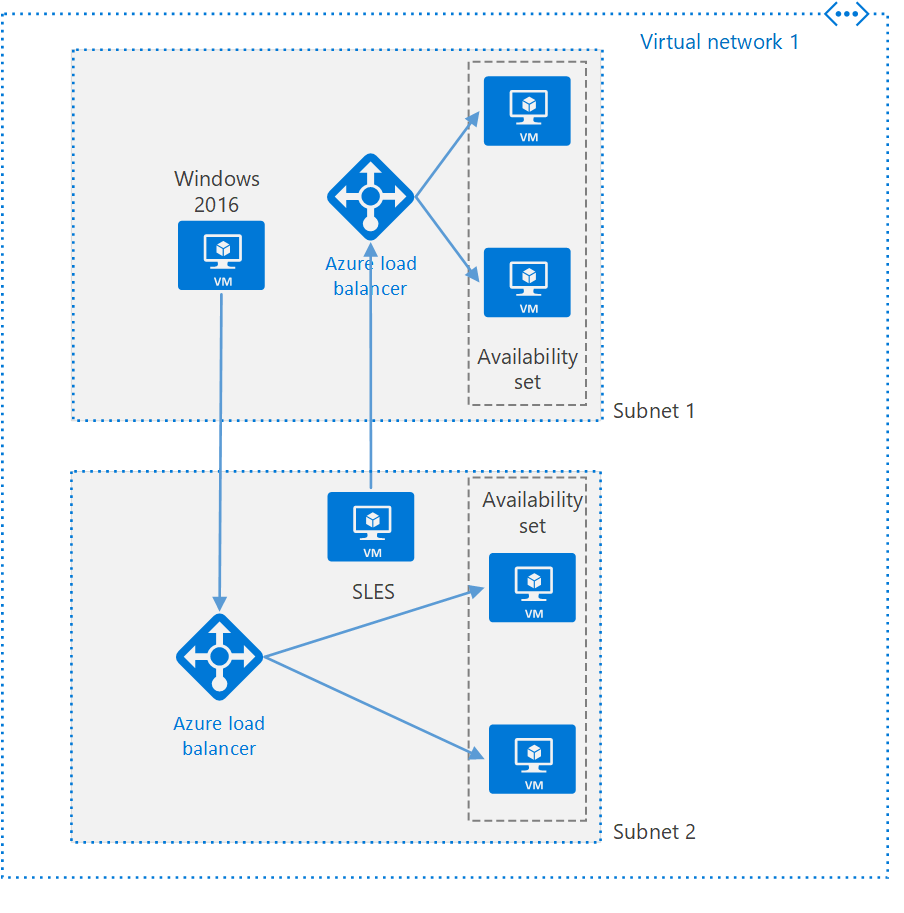 Virtual network 1
VM
Windows
2016
VM
Azure load
balancer
VM
Availability
set
Subnet 1
Availability
set
VM
SLES
VM
Azure load
balancer
VM
Subnet 2